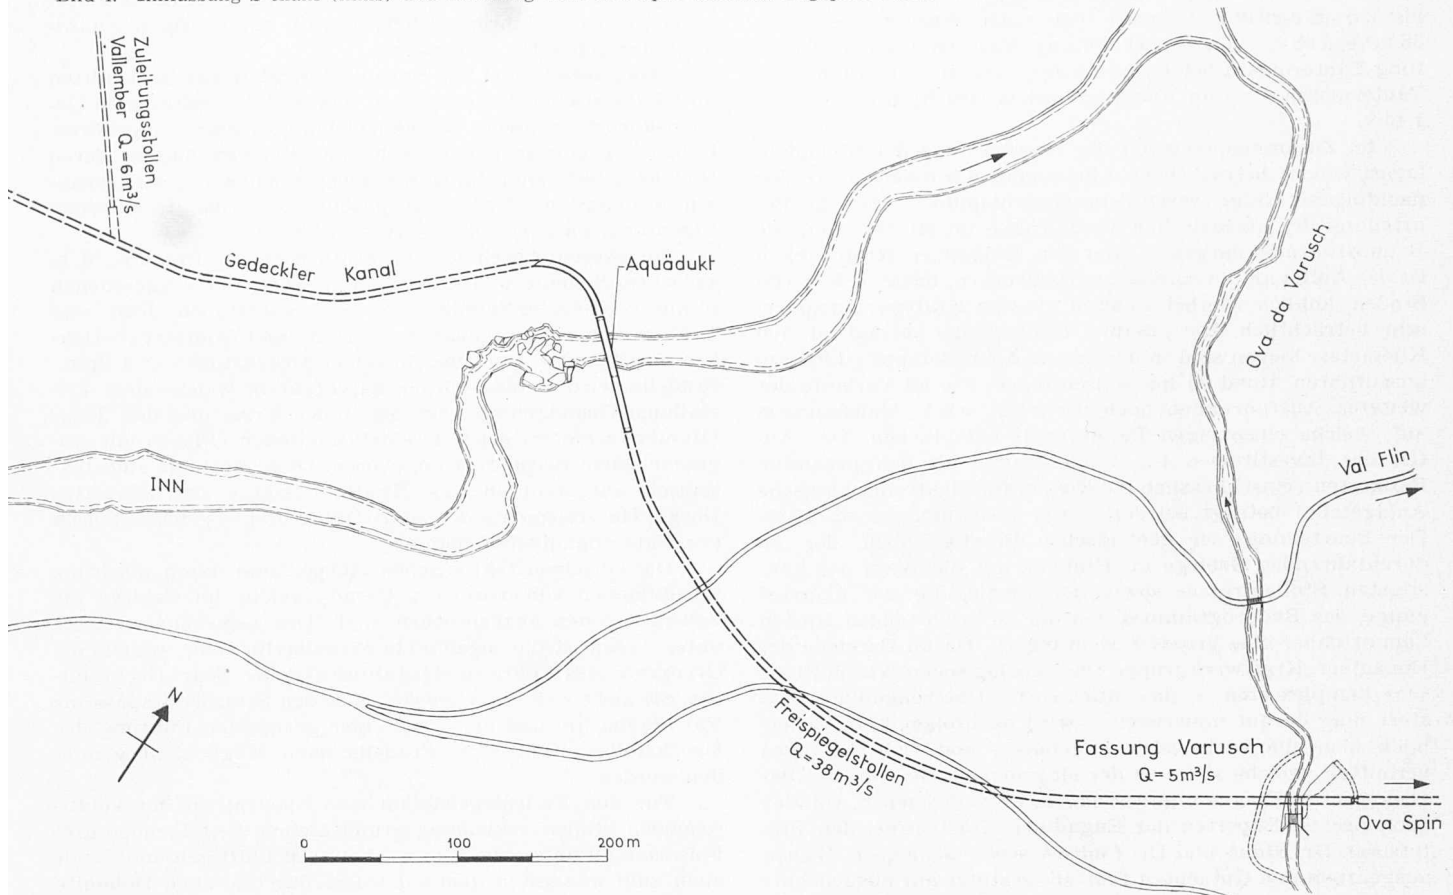 Zuleitungsstollen
Vallember Q = 6 m³/s
Gedeckter Kanal
Aquädukt
Ova da Varusch
INN
Val Flin
N
Freispiegelstollen
Q = 38 m³/s
Fassung Varusch
Q = 5 m³/s
Ova Spin
0 100 200 m